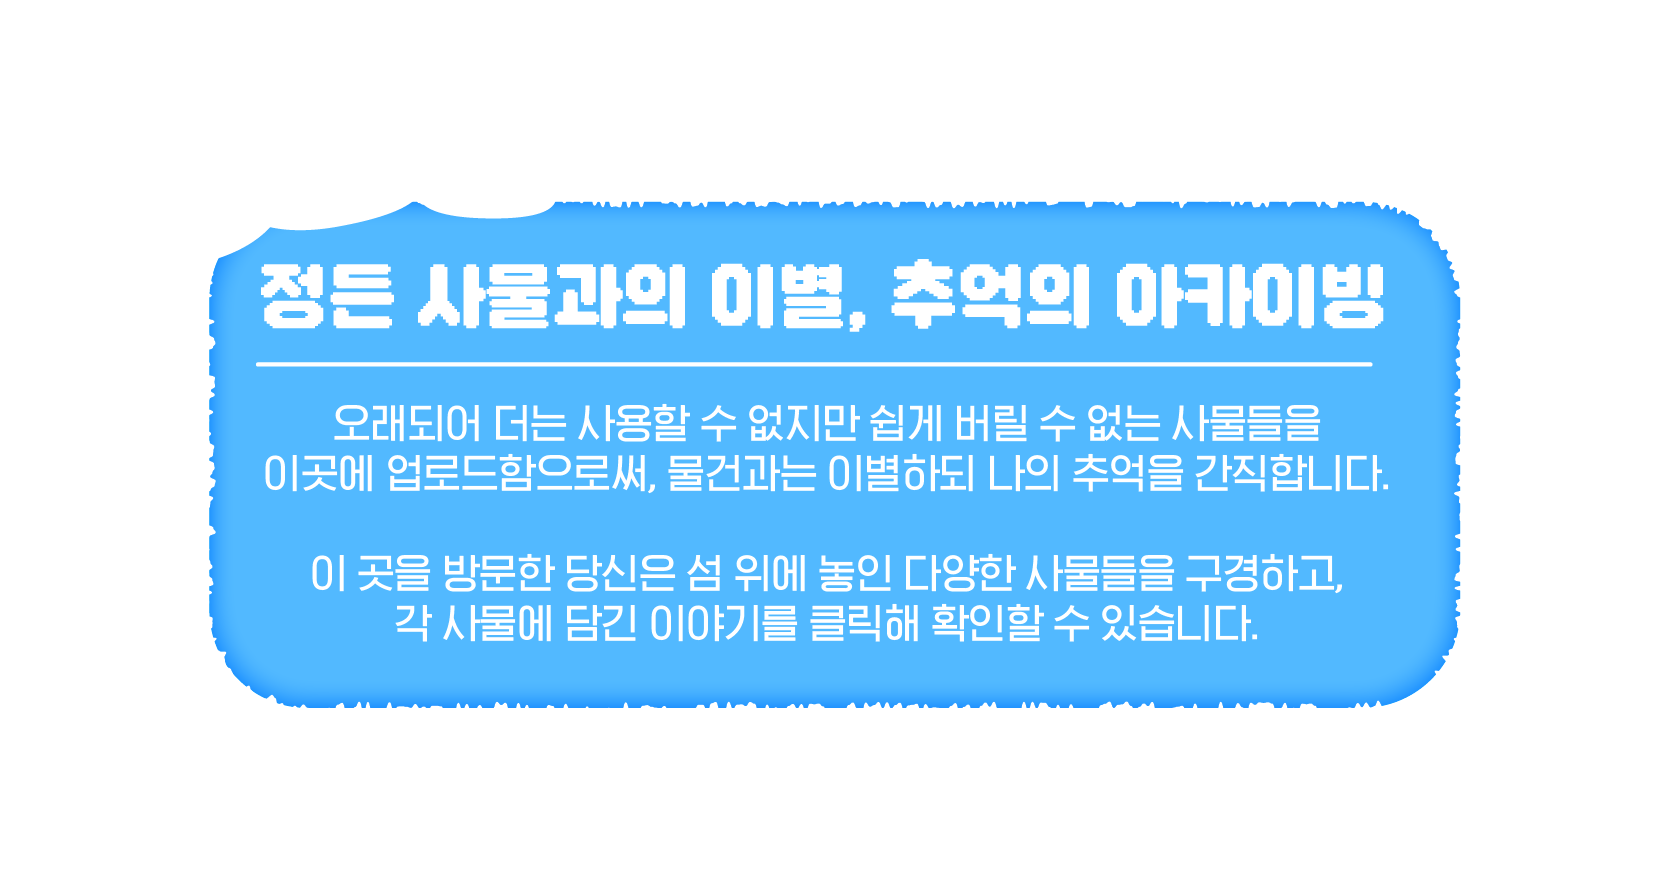 정든 사물과의 이별, 추억의 아카이빙
오래되어 더는 사용할 수 없지만 쉽게 버릴 수 없는 사물들을
이곳에 업로드함으로써, 물건과는 이별하되 나의 추억을 간직합니다.
이 곳을 방문한 당신은 섬 위에 놓인 다양한 사물들을 구경하고,
각 사물에 담긴 이야기를 클릭해 확인할 수 있습니다.